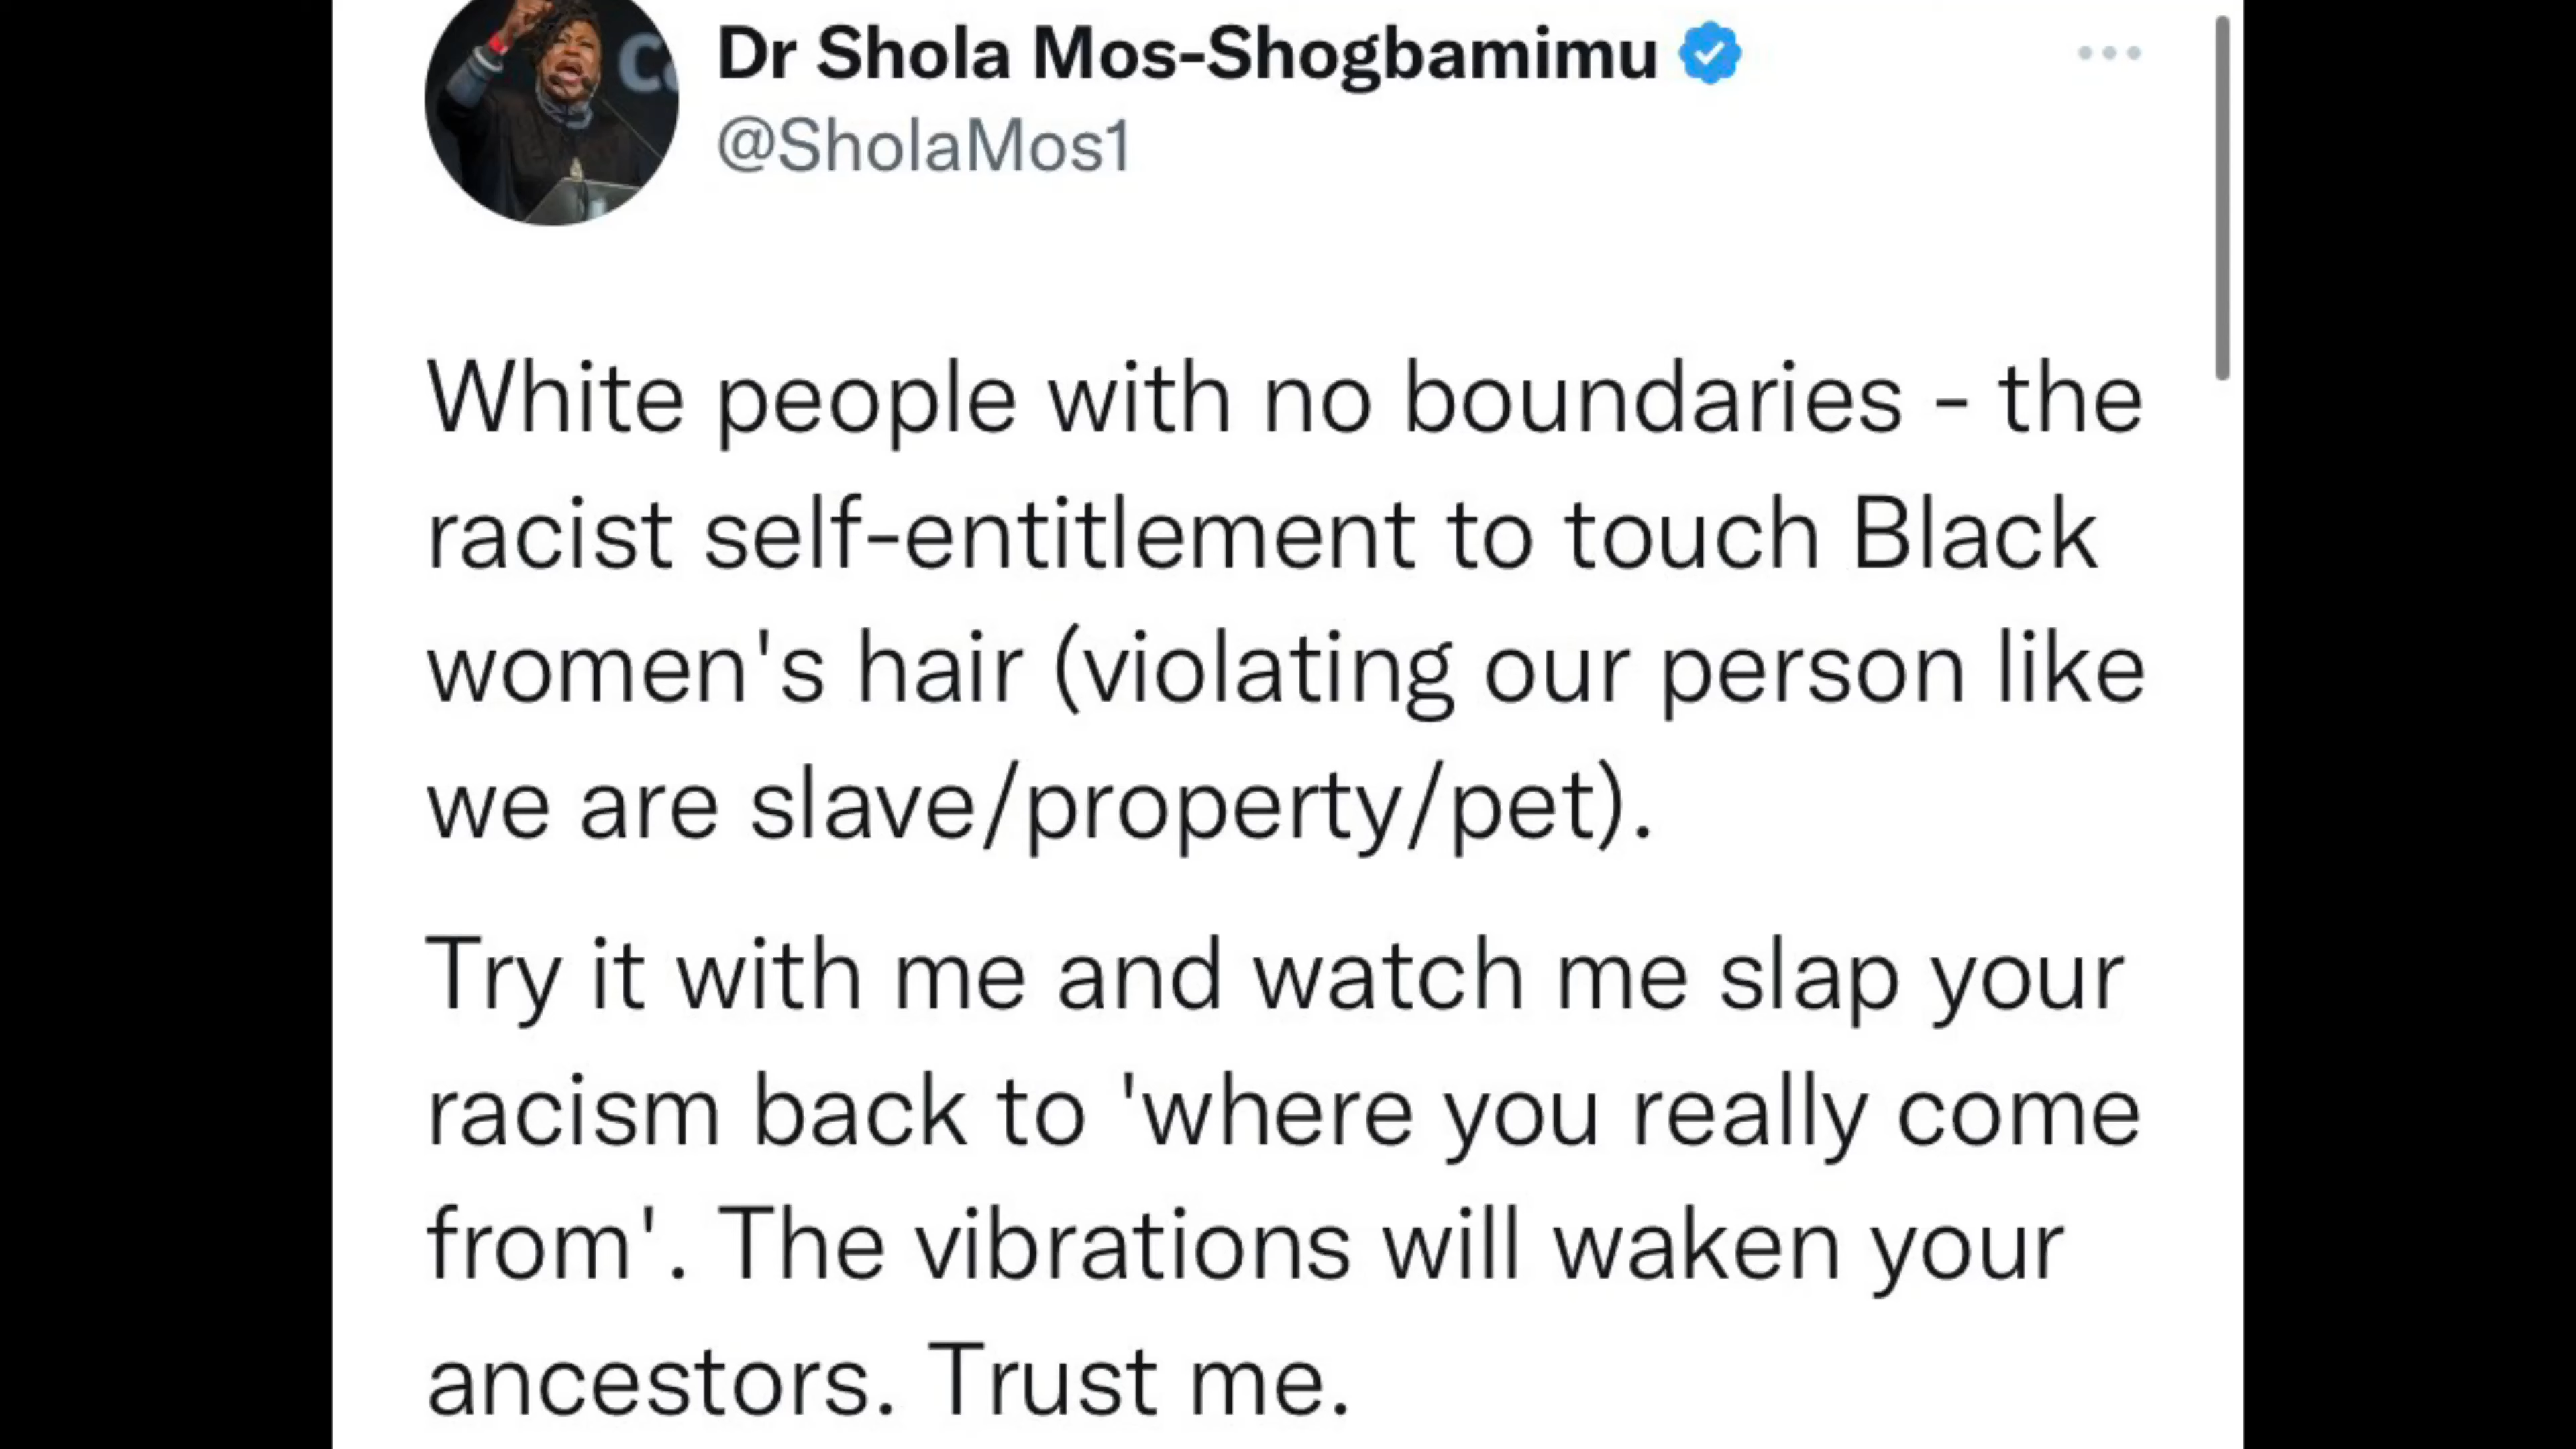 Dr Shola Mos-Shogbamimu
@SholaMos1
White people with no boundaries - the
racist self-entitlement to touch Black
women's hair (violating our person like
we are slave/property/pet).
Try it with me and watch me slap your
racism back to 'where you really come
from'. The vibrations will waken your
ancestors. Trust me.